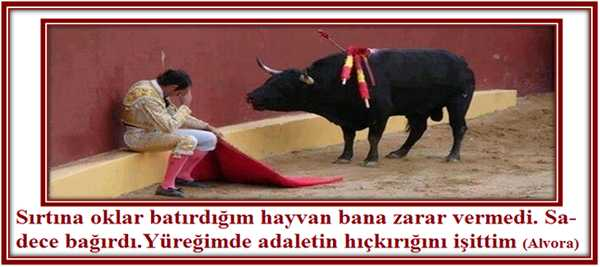 Sırtına oklar batırdığım hayvan bana zarar vermedi. Sa-
dece bağırdı.Yüreğimde adaletin hıçkırığını işittim (Alvora)